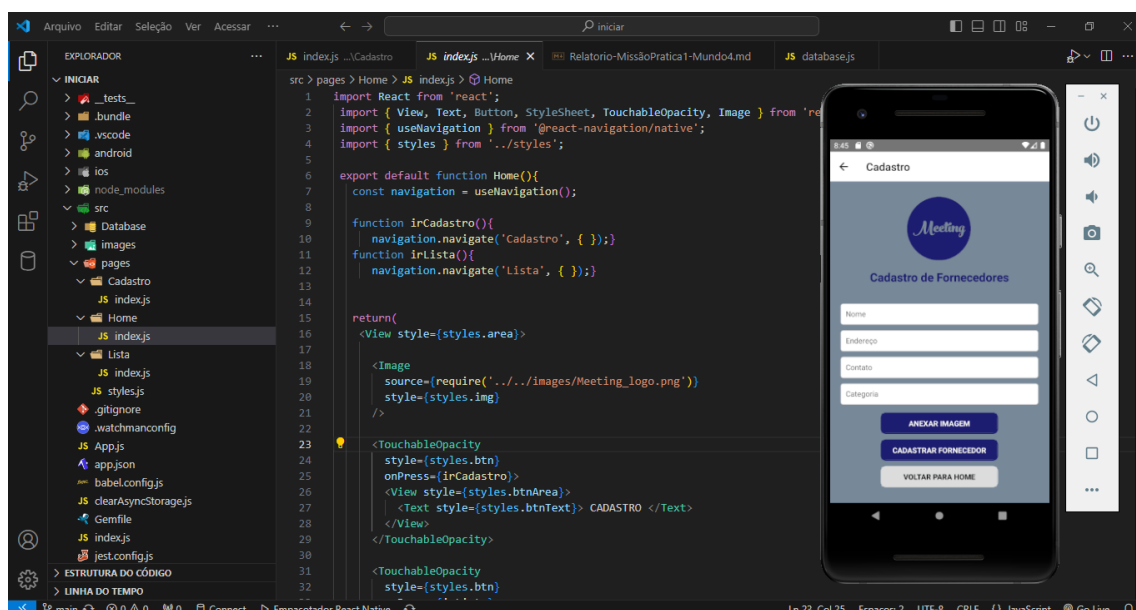 Arquivo Editar Seleção Ver Acessar ··· iniciar
EXPLORADOR ···
INICIAR
__tests__
.bundle
.vscode
android
ios
node_modules
src
Database
images
pages
Cadastro
JS index.js
Home
JS index.js
Lista
JS index.js
JS styles.js
.gitignore
.watchmanconfig
JS App.js
app.json
babel.config.js
JS clearAsyncStorage.js
Gemfile
JS index.js
jest.config.js
ESTRUTURA DO CÓDIGO
LINHA DO TEMPO
JS index.js ...\Cadastro JS index.js ...\Home Relatorio-MissãoPratica1-Mundo4.md JS database.js
src > pages > Home > JS index.js > Home
1 import React from 'react';
2 import { View, Text, Button, StyleSheet, TouchableOpacity, Image } from 're
3 import { useNavigation } from '@react-navigation/native';
4 import { styles } from '../styles';
5
6 export default function Home(){
7 const navigation = useNavigation();
8
9 function irCadastro(){
10 navigation.navigate('Cadastro', { });}
11 function irLista(){
12 navigation.navigate('Lista', { });}
13
14
15 return(
16 <View style={styles.area}>
17
18 <Image
19 source={require('../../images/Meeting_logo.png')}
20 style={styles.img}
21 />
22
23 <TouchableOpacity
24 style={styles.btn}
25 onPress={irCadastro}>
26 <View style={styles.btnArea}>
27 <Text style={styles.btnText}> CADASTRO </Text>
28 </View>
29 </TouchableOpacity>
30
31 <TouchableOpacity
32 style={styles.btn}
8:45
Cadastro
Meeting
Cadastro de Fornecedores
Nome
Endereço
Contato
Categoria
ANEXAR IMAGEM
CADASTRAR FORNECEDOR
VOLTAR PARA HOME
main 0 0 0 Connect Empacotador React Native Ln 23, Col 25 Espaços: 2 UTF-8 CRLF {} JavaScript Go Live